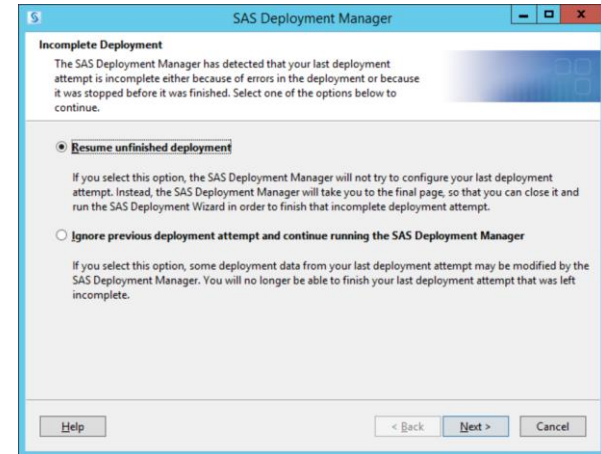 SAS Deployment Manager
Incomplete Deployment
The SAS Deployment Manager has detected that your last deployment
attempt is incomplete either because of errors in the deployment or because
it was stopped before it was finished. Select one of the options below to
continue.
Resume unfinished deployment
If you select this option, the SAS Deployment Manager will not try to configure your last deployment
attempt. Instead, the SAS Deployment Manager will take you to the final page, so that you can close it and
run the SAS Deployment Wizard in order to finish that incomplete deployment attempt.
Ignore previous deployment attempt and continue running the SAS Deployment Manager
If you select this option, some deployment data from your last deployment attempt may be modified by the
SAS Deployment Manager. You will no longer be able to finish your last deployment attempt that was left
incomplete.
Help < Back Next > Cancel